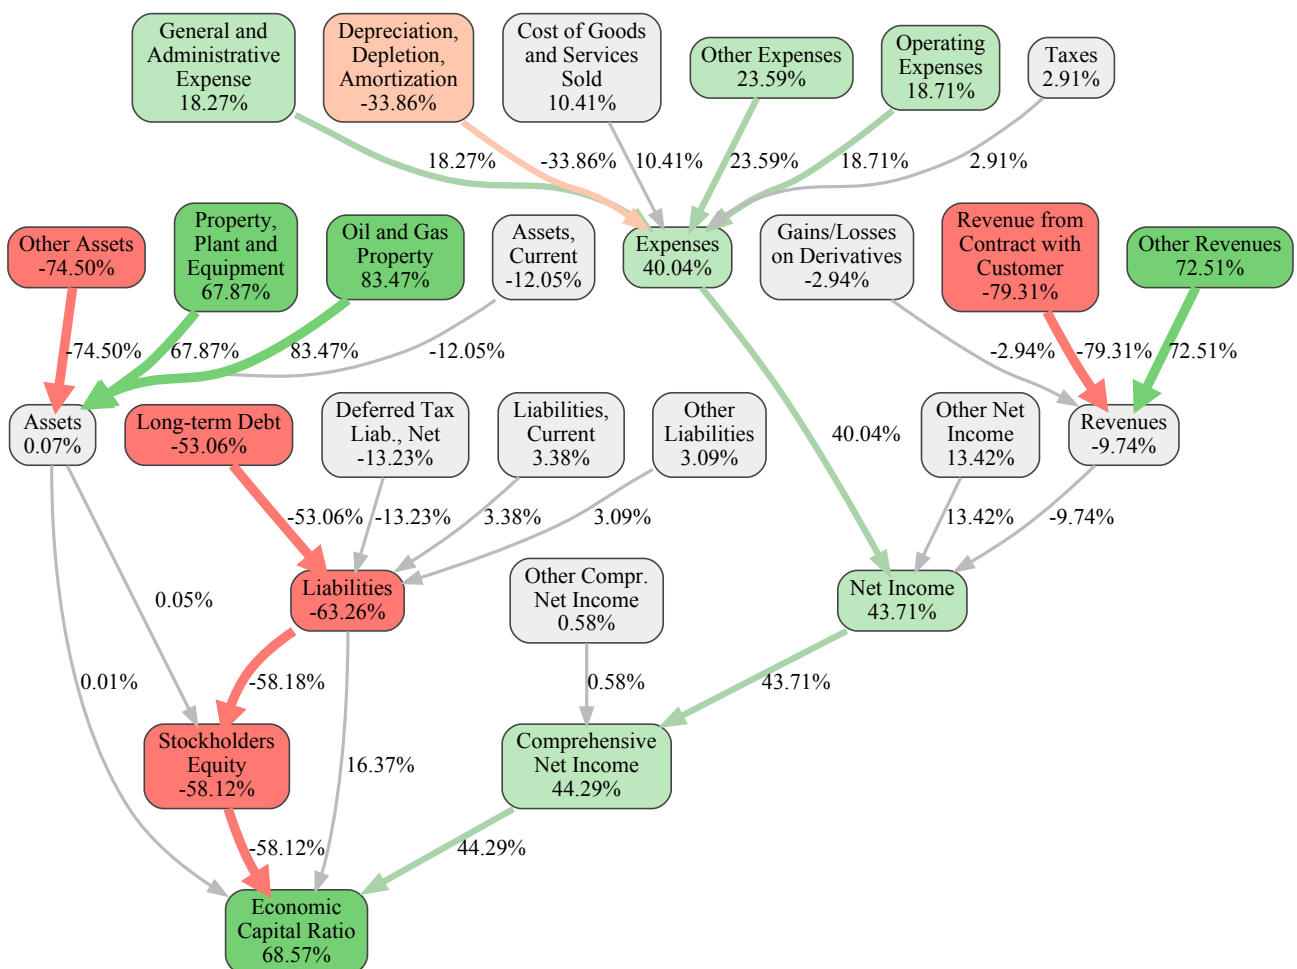 General and
Administrative
Expense
18.27%
Depreciation,
Depletion,
Amortization
-33.86%
Cost of Goods
and Services
Sold
10.41%
Other Expenses
23.59%
Operating
Expenses
18.71%
Taxes
2.91%
18.27%
-33.86%
10.41%
23.59%
18.71%
2.91%
Other Assets
-74.50%
Property,
Plant and
Equipment
67.87%
Oil and Gas
Property
83.47%
Assets,
Current
-12.05%
Expenses
40.04%
Gains/Losses
on Derivatives
-2.94%
Revenue from
Contract with
Customer
-79.31%
Other Revenues
72.51%
-74.50%
67.87%
83.47%
-12.05%
-2.94%
-79.31%
72.51%
Assets
0.07%
Long-term Debt
-53.06%
Deferred Tax
Liab., Net
-13.23%
Liabilities,
Current
3.38%
Other
Liabilities
3.09%
40.04%
Other Net
Income
13.42%
Revenues
-9.74%
-53.06%
-13.23%
3.38%
3.09%
13.42%
-9.74%
0.05%
Liabilities
-63.26%
Other Compr.
Net Income
0.58%
Net Income
43.71%
0.01%
-58.18%
0.58%
43.71%
Stockholders
Equity
-58.12%
16.37%
Comprehensive
Net Income
44.29%
-58.12%
44.29%
Economic
Capital Ratio
68.57%